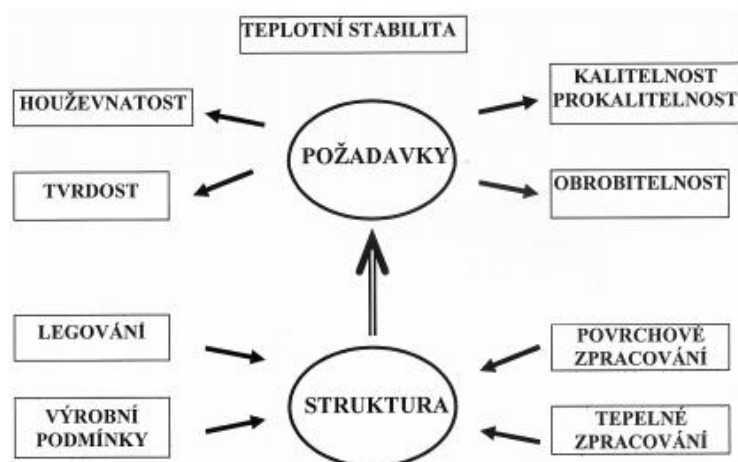 TEPLOTNÍ STABILITA
HOUŽEVNATOST
KALITELNOST
PROKALITELNOST
POŽADAVKY
TVRDOST
OBROBITELNOST
LEGOVÁNÍ
POVRCHOVÉ
ZPRACOVÁNÍ
STRUKTURA
VÝROBNÍ
PODMÍNKY
TEPELNÉ
ZPRACOVÁNÍ